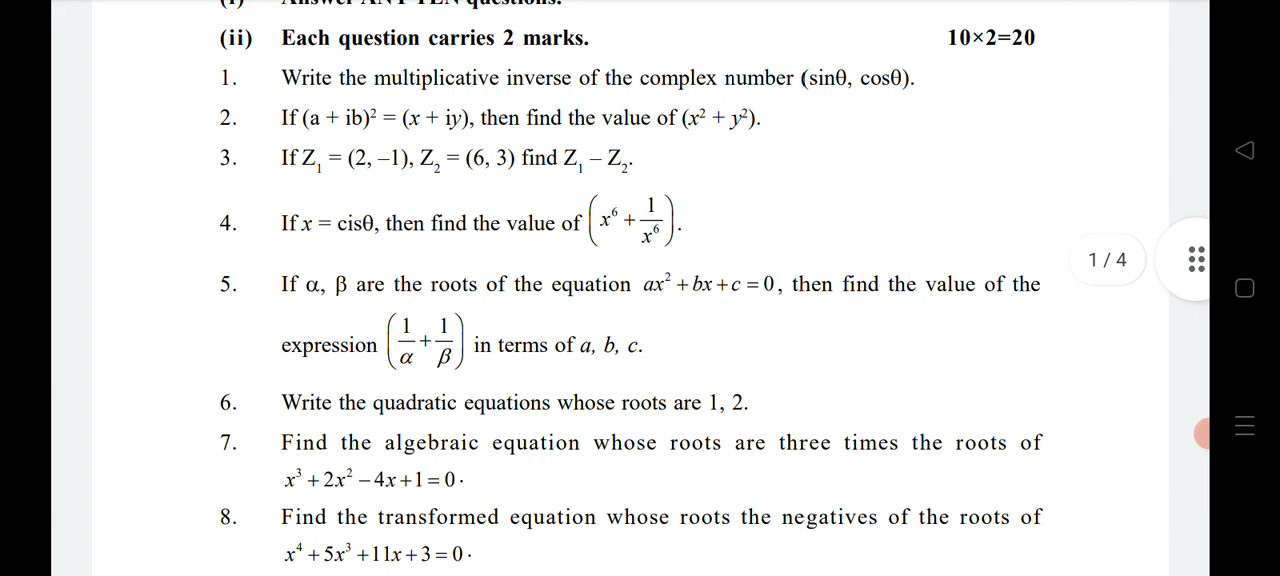 (i) Answer ANY TEN questions.
(ii) Each question carries 2 marks. 10×2=20
1. Write the multiplicative inverse of the complex number (sinθ, cosθ).
2. If (a + ib)² = (x + iy), then find the value of (x² + y²).
3. If Z₁ = (2, –1), Z₂ = (6, 3) find Z₁ – Z₂.
4. If x = cisθ, then find the value of (x⁶ + 1/x⁶).
5. If α, β are the roots of the equation ax² + bx + c = 0, then find the value of the
expression (1/α + 1/β) in terms of a, b, c.
6. Write the quadratic equations whose roots are 1, 2.
7. Find the algebraic equation whose roots are three times the roots of
x³ + 2x² – 4x + 1 = 0.
8. Find the transformed equation whose roots the negatives of the roots of
x⁴ + 5x³ + 11x + 3 = 0.
1 / 4